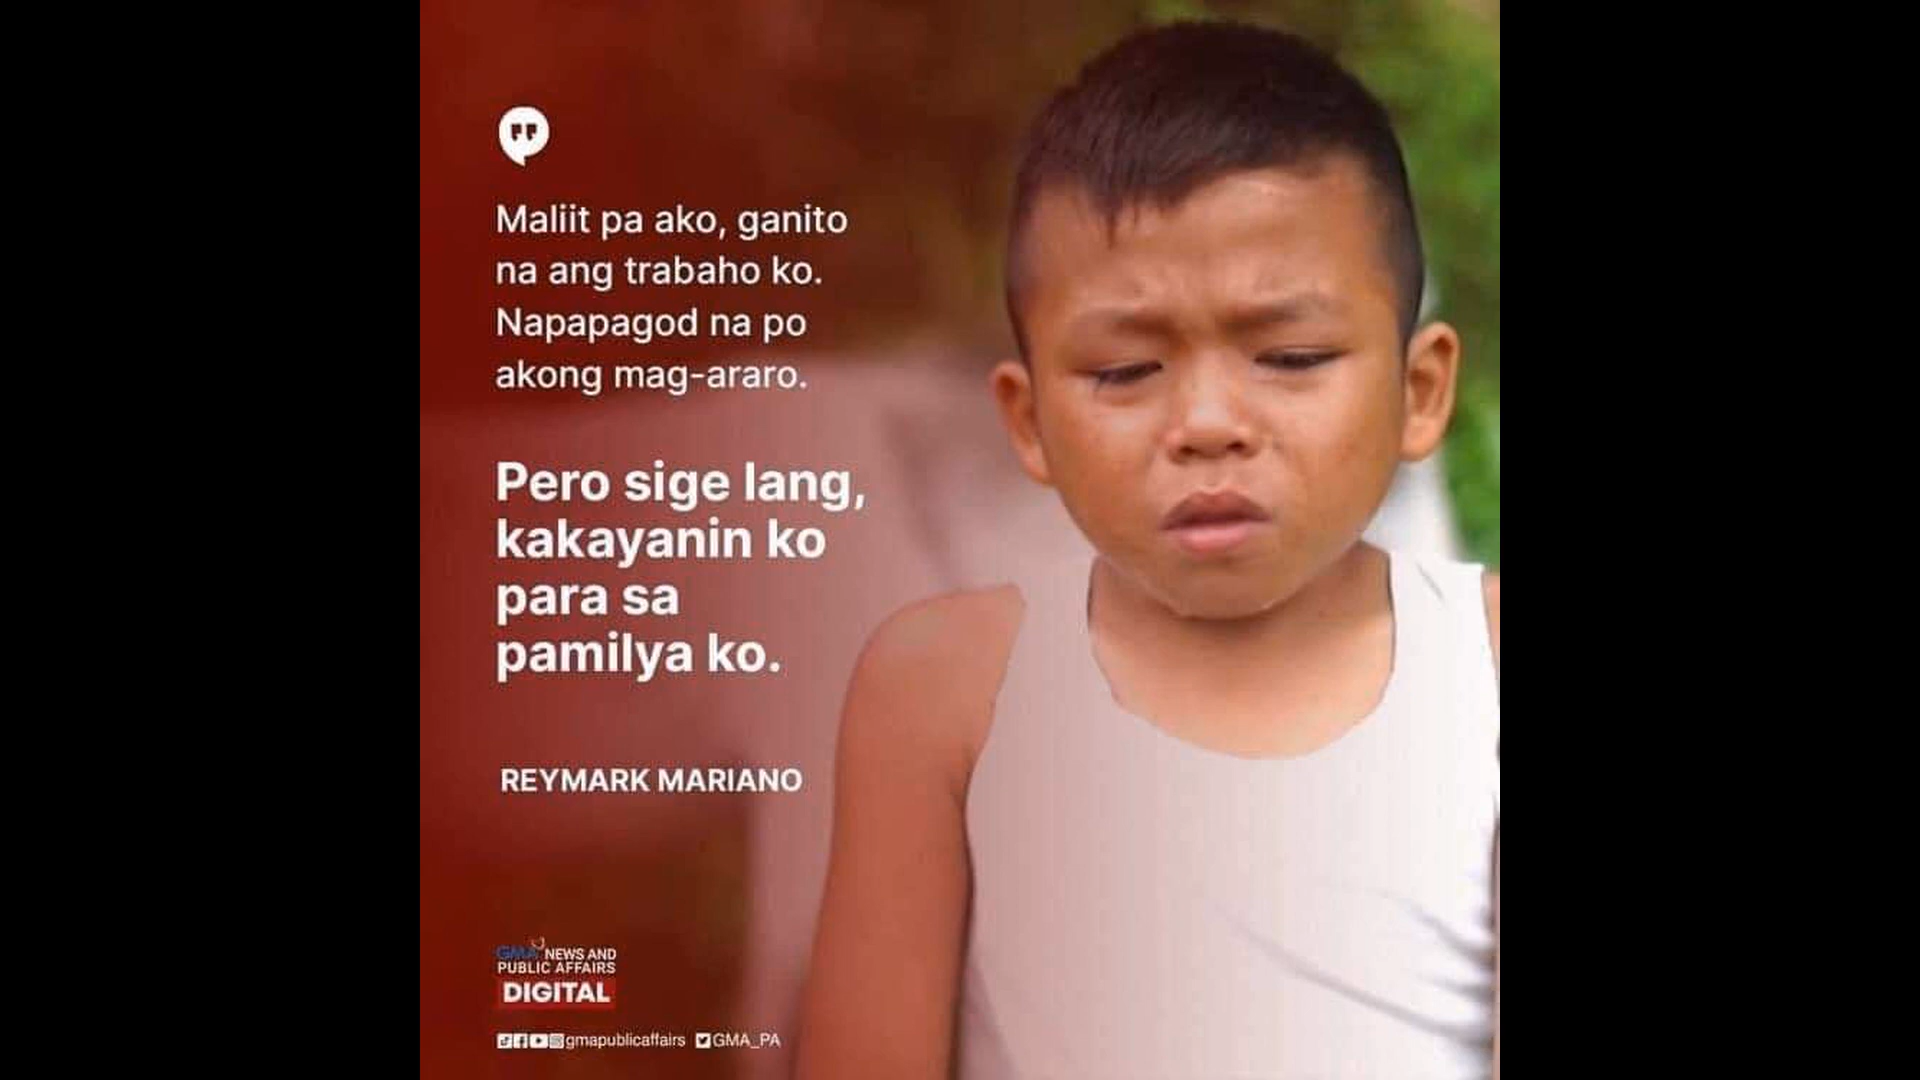 Maliit pa ako, ganito
na ang trabaho ko.
Napapagod na po
akong mag-araro.
Pero sige lang,
kakayanin ko
para sa
pamilya ko.
REYMARK MARIANO
GMA NEWS AND
PUBLIC AFFAIRS
DIGITAL
gmapublicaffairs GMA_PA